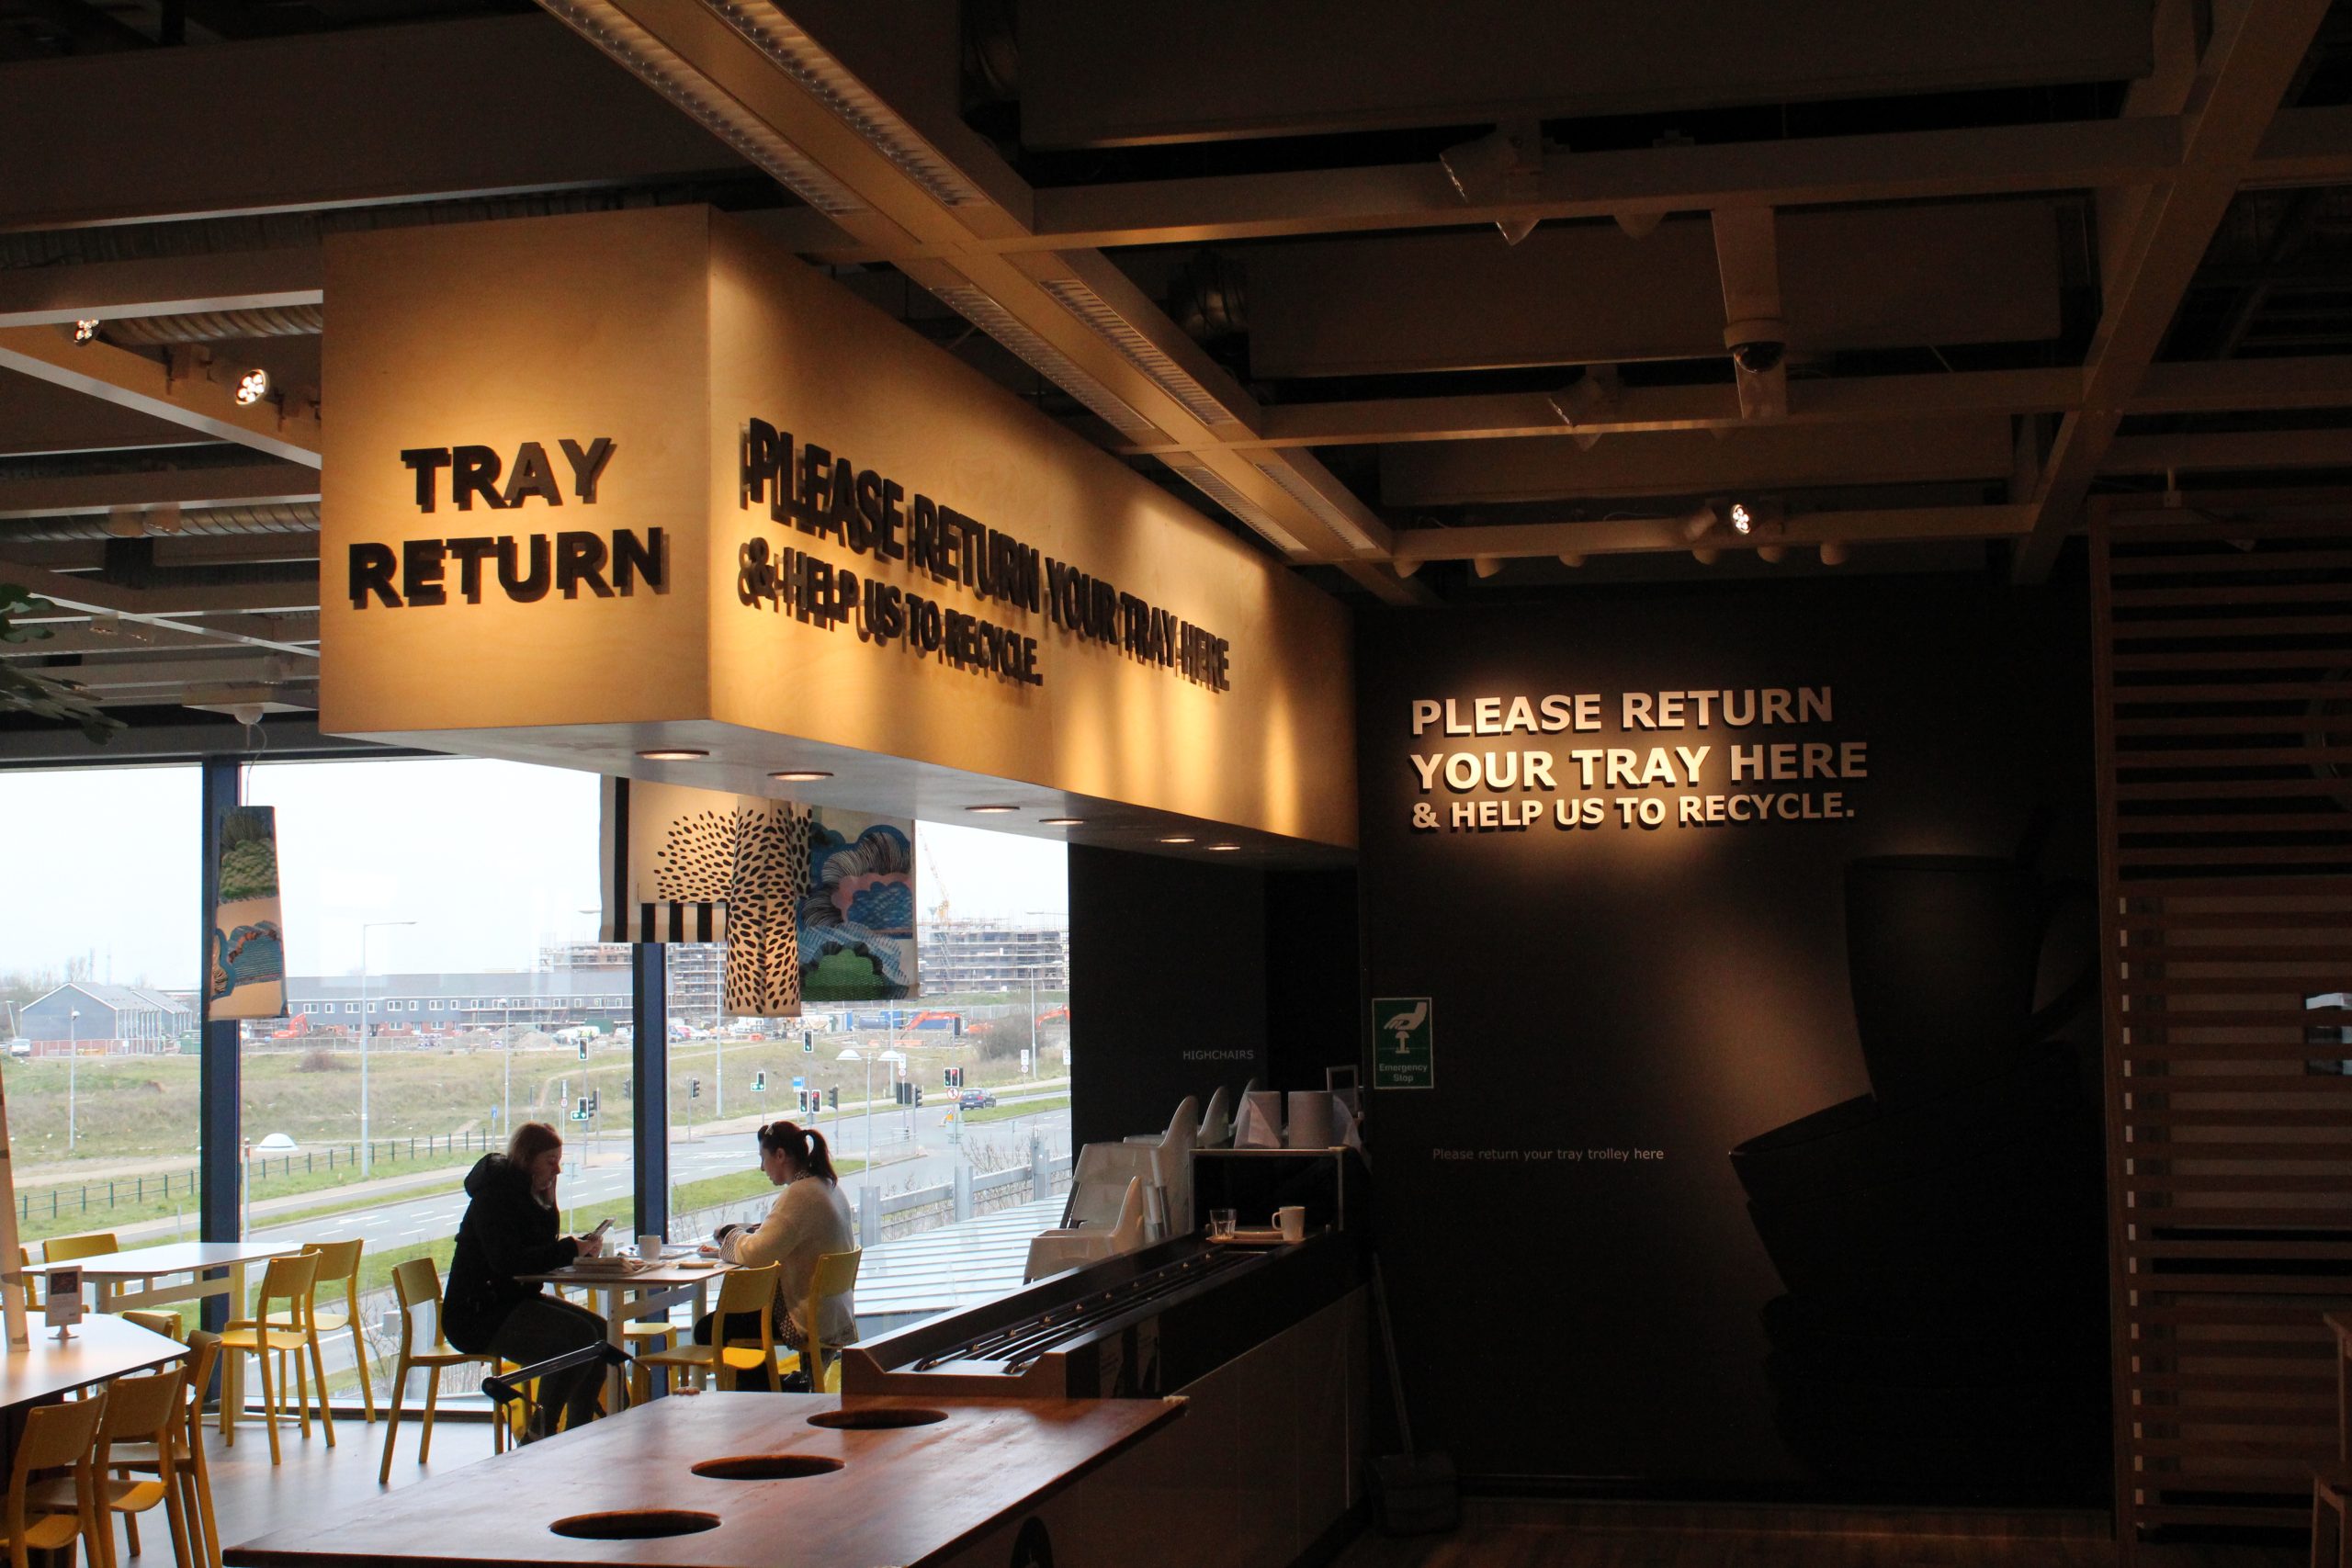 TRAY
RETURN
PLEASE RETURN YOUR TRAY HERE
& HELP US TO RECYCLE.
PLEASE RETURN
YOUR TRAY HERE
& HELP US TO RECYCLE.
HIGHCHAIRS
Emergency
Stop
Please return your tray trolley here